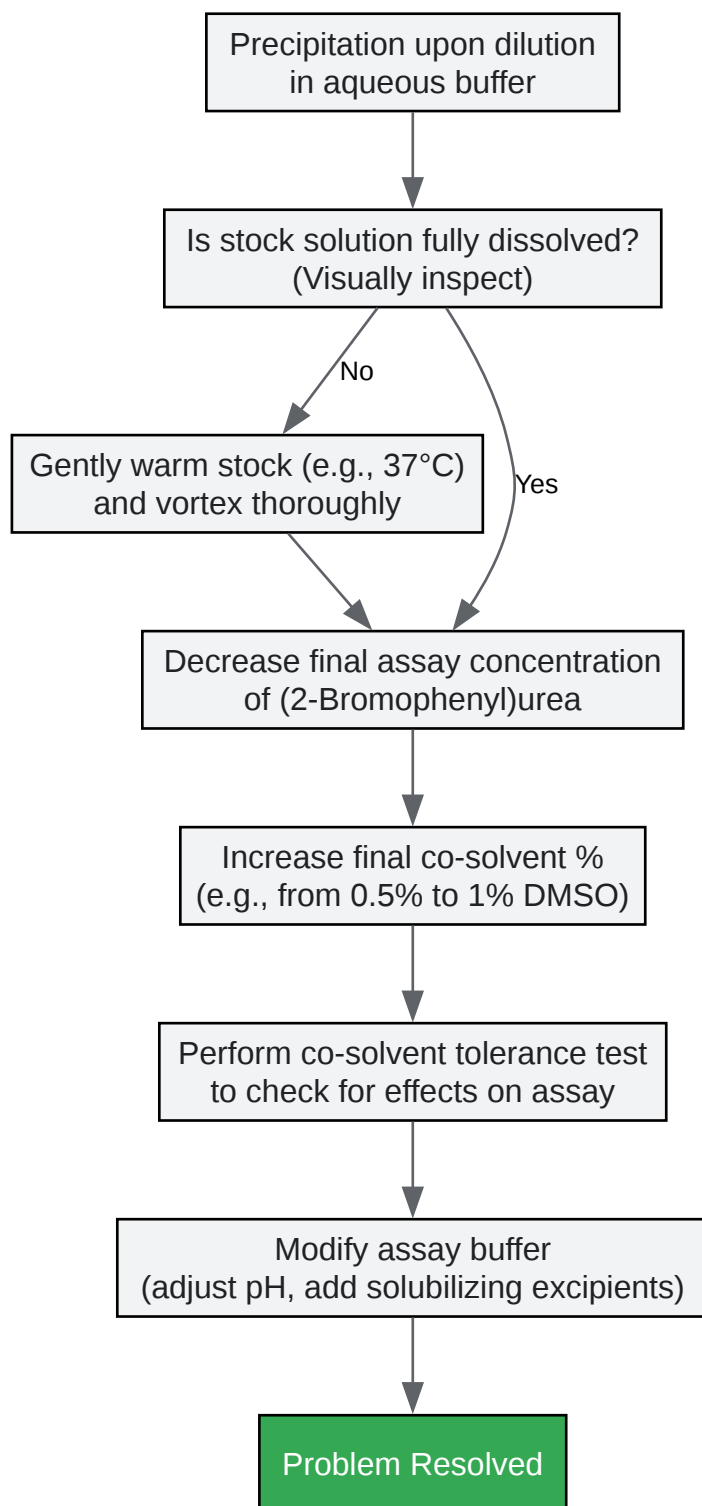 Precipitation upon dilution
in aqueous buffer
Is stock solution fully dissolved?
(Visually inspect)
No
Gently warm stock (e.g., 37°C)
and vortex thoroughly
Yes
Decrease final assay concentration
of (2-Bromophenyl)urea
Increase final co-solvent %
(e.g., from 0.5% to 1% DMSO)
Perform co-solvent tolerance test
to check for effects on assay
Modify assay buffer
(adjust pH, add solubilizing excipients)
Problem Resolved